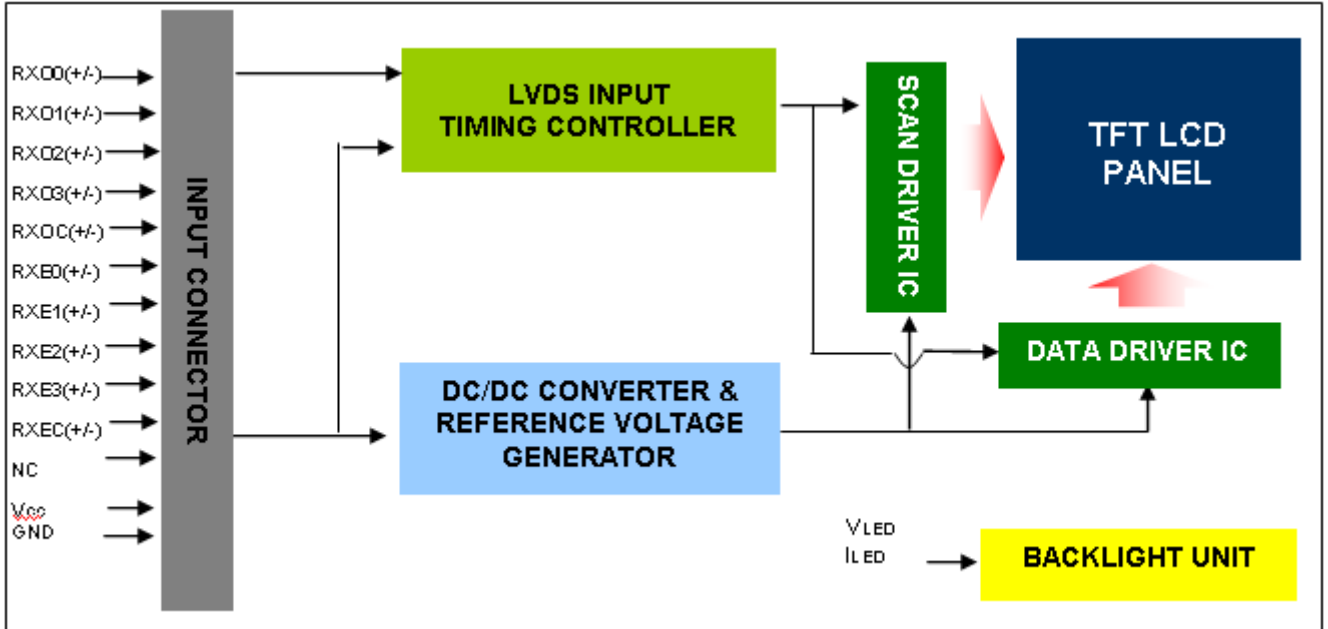 RXO0(+/-)
RXO1(+/-)
RXO2(+/-)
RXO3(+/-)
RXOC(+/-)
RXE0(+/-)
RXE1(+/-)
RXE2(+/-)
RXE3(+/-)
RXEC(+/-)
NC
Vcc
GND
INPUT CONNECTOR
LVDS INPUT
TIMING CONTROLLER
DC/DC CONVERTER &
REFERENCE VOLTAGE
GENERATOR
SCAN DRIVER IC
TFT LCD
PANEL
DATA DRIVER IC
VLED
ILED
BACKLIGHT UNIT